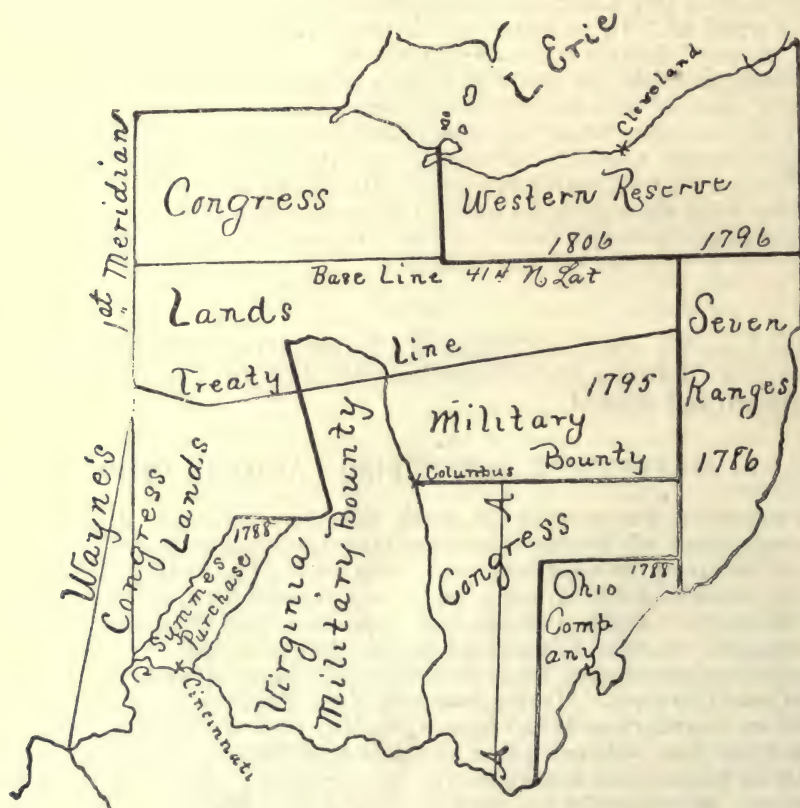 L Erie
Cleveland
1st Meridian
Congress
Western Reserve
1806 1796
Base Line 41st N Lat
Lands
Seven
Ranges
1786
Treaty Line
1795
Military
Bounty
Columbus
Wayne's
Congress
Lands
1788
Symmes
Purchase
Virginia
Military Bounty
Congress
A
A
1788
Ohio
Comp
any
Cincinnati